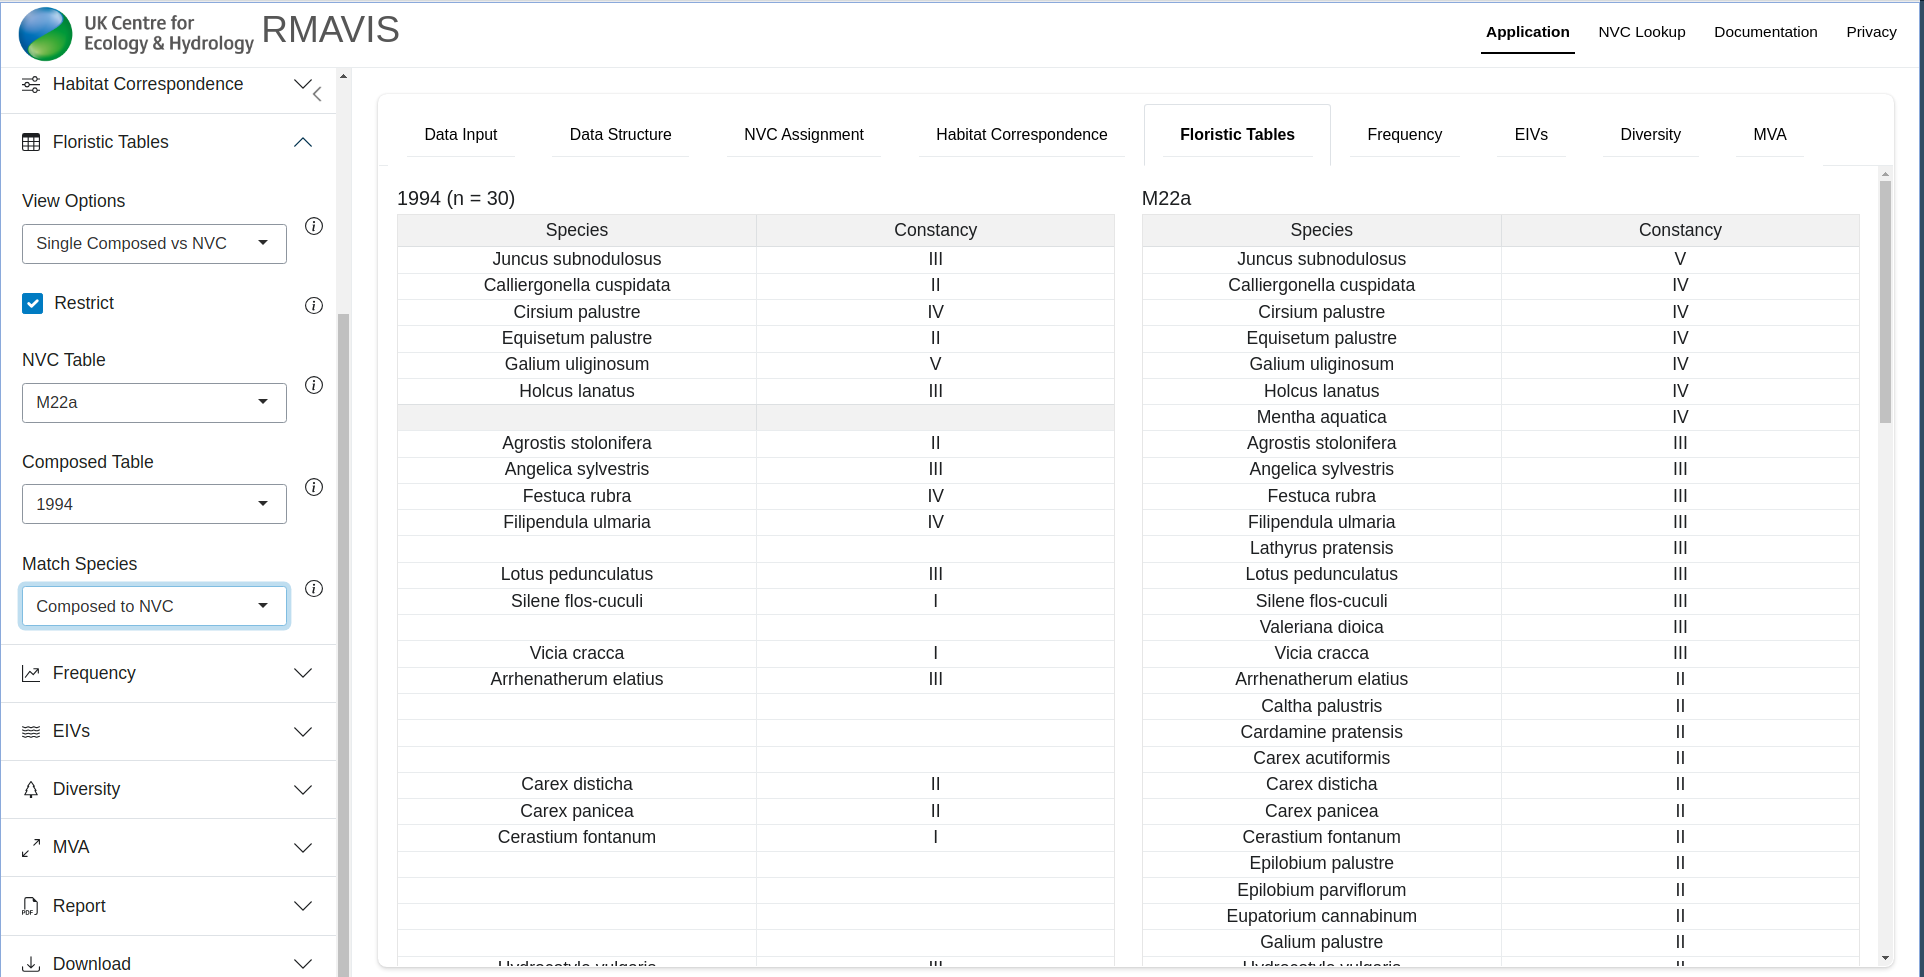 UK Centre for
Ecology & Hydrology
RMAVIS
Application NVC Lookup Documentation Privacy
Habitat Correspondence
Floristic Tables
View Options
Single Composed vs NVC
Restrict
NVC Table
M22a
Composed Table
1994
Match Species
Composed to NVC
Frequency
EIVs
Diversity
MVA
PDF
Report
Download
Data Input Data Structure NVC Assignment Habitat Correspondence Floristic Tables Frequency EIVs Diversity MVA
1994 (n = 30)
Species Constancy
Juncus subnodulosus III
Calliergonella cuspidata II
Cirsium palustre IV
Equisetum palustre II
Galium uliginosum V
Holcus lanatus III
Agrostis stolonifera II
Angelica sylvestris III
Festuca rubra IV
Filipendula ulmaria IV
Lotus pedunculatus III
Silene flos-cuculi I
Vicia cracca I
Arrhenatherum elatius III
Carex disticha II
Carex panicea II
Cerastium fontanum I
Hydrocotyle vulgaris III
M22a
Species Constancy
Juncus subnodulosus V
Calliergonella cuspidata IV
Cirsium palustre IV
Equisetum palustre IV
Galium uliginosum IV
Holcus lanatus IV
Mentha aquatica IV
Agrostis stolonifera III
Angelica sylvestris III
Festuca rubra III
Filipendula ulmaria III
Lathyrus pratensis III
Lotus pedunculatus III
Silene flos-cuculi III
Valeriana dioica III
Vicia cracca III
Arrhenatherum elatius II
Caltha palustris II
Cardamine pratensis II
Carex acutiformis II
Carex disticha II
Carex panicea II
Cerastium fontanum II
Epilobium palustre II
Epilobium parviflorum II
Eupatorium cannabinum II
Galium palustre II
Hydrocotyle vulgaris II